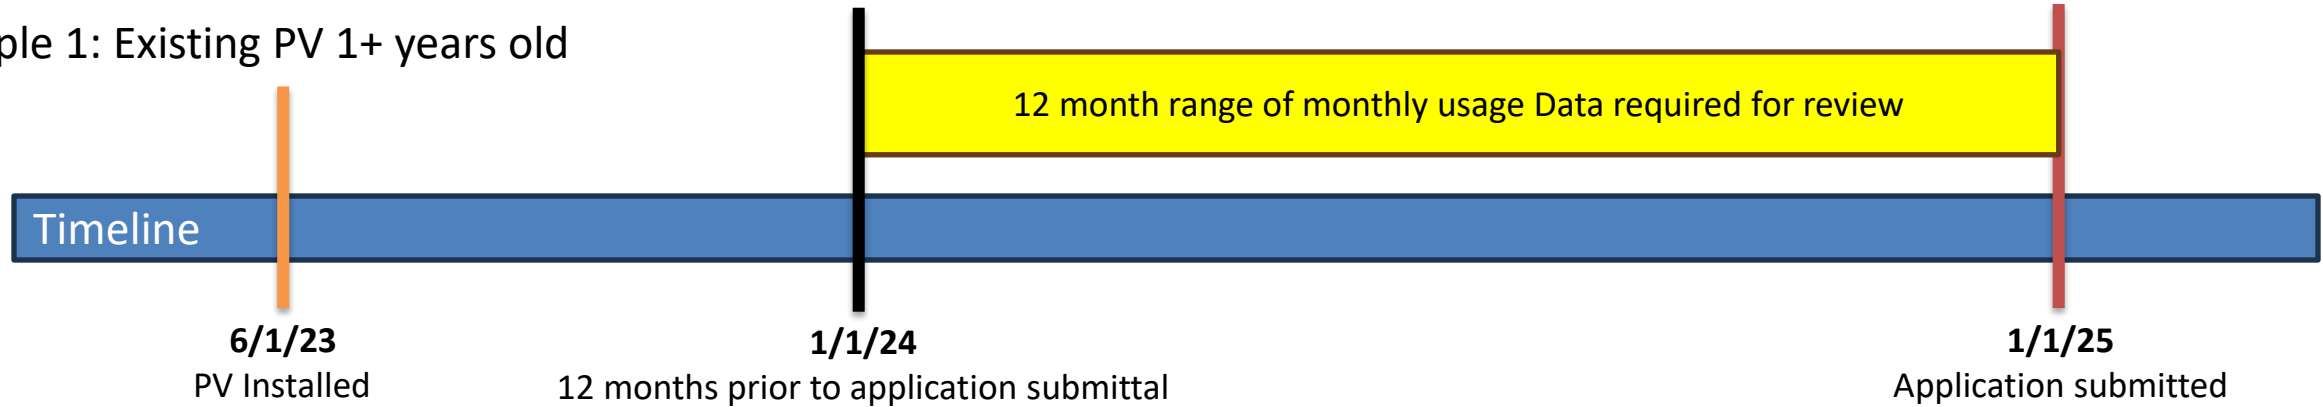 ple 1: Existing PV 1+ years old
12 month range of monthly usage Data required for review
Timeline
6/1/23
PV Installed
1/1/24
12 months prior to application submittal
1/1/25
Application submitted